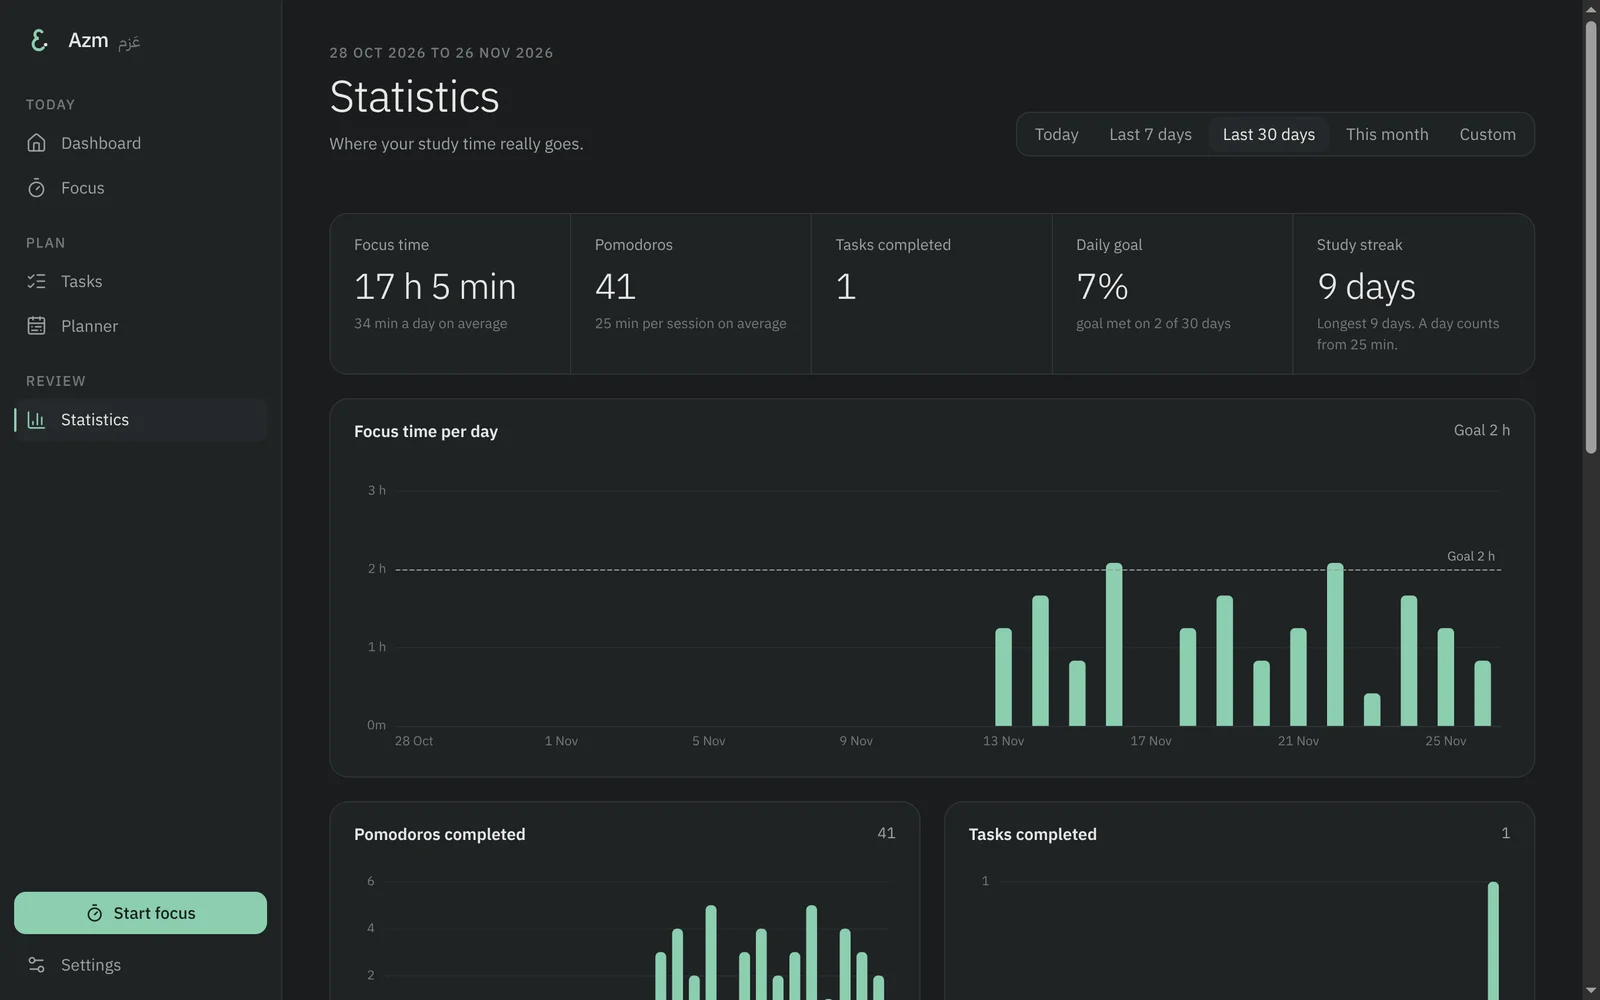 Azm عَزم
TODAY
Dashboard
Focus
PLAN
Tasks
Planner
REVIEW
Statistics
Start focus
Settings
28 OCT 2026 TO 26 NOV 2026
Statistics
Where your study time really goes.
Today
Last 7 days
Last 30 days
This month
Custom
Focus time
17 h 5 min
34 min a day on average
Pomodoros
41
25 min per session on average
Tasks completed
1
Daily goal
7%
goal met on 2 of 30 days
Study streak
9 days
Longest 9 days. A day counts
from 25 min.
Focus time per day
Goal 2 h
3 h
Goal 2 h
2 h
1 h
0m
28 Oct
1 Nov
5 Nov
9 Nov
13 Nov
17 Nov
21 Nov
25 Nov
Pomodoros completed
41
6
4
2
Tasks completed
1
1